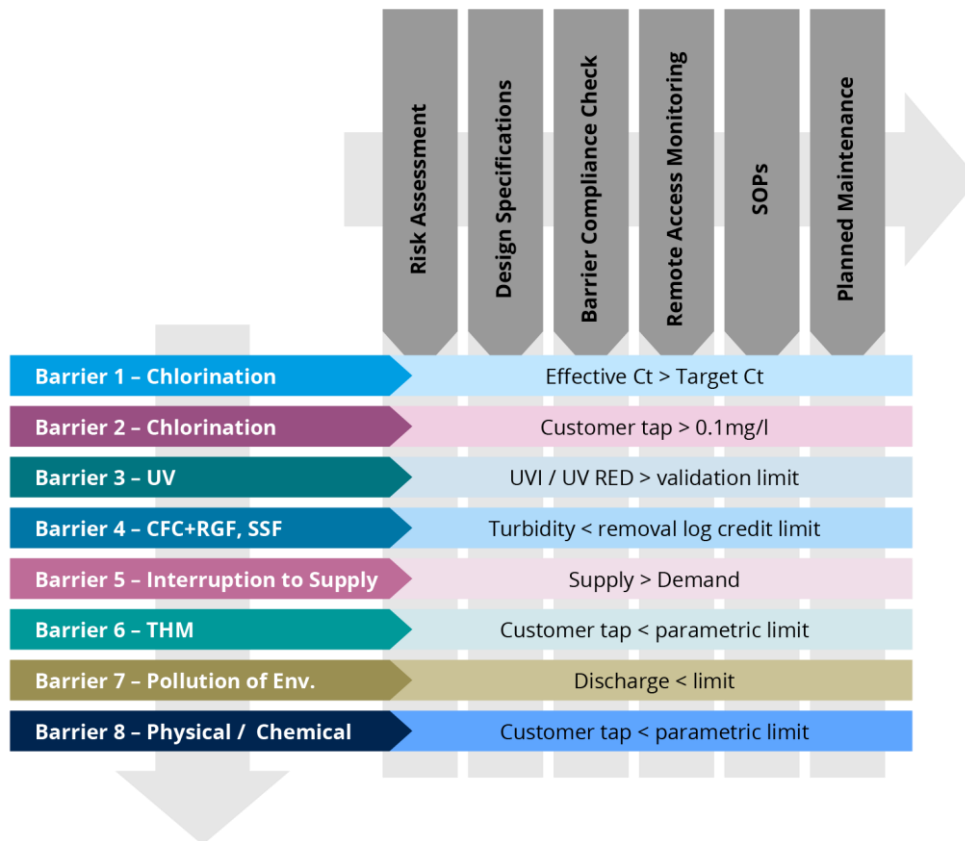 Risk Assessment
Design Specifications
Barrier Compliance Check
Remote Access Monitoring
SOPs
Planned Maintenance
Barrier 1 – Chlorination
Effective Ct > Target Ct
Barrier 2 – Chlorination
Customer tap > 0.1mg/l
Barrier 3 – UV
UVI / UV RED > validation limit
Barrier 4 – CFC+RGF, SSF
Turbidity < removal log credit limit
Barrier 5 – Interruption to Supply
Supply > Demand
Barrier 6 – THM
Customer tap < parametric limit
Barrier 7 – Pollution of Env.
Discharge < limit
Barrier 8 – Physical / Chemical
Customer tap < parametric limit